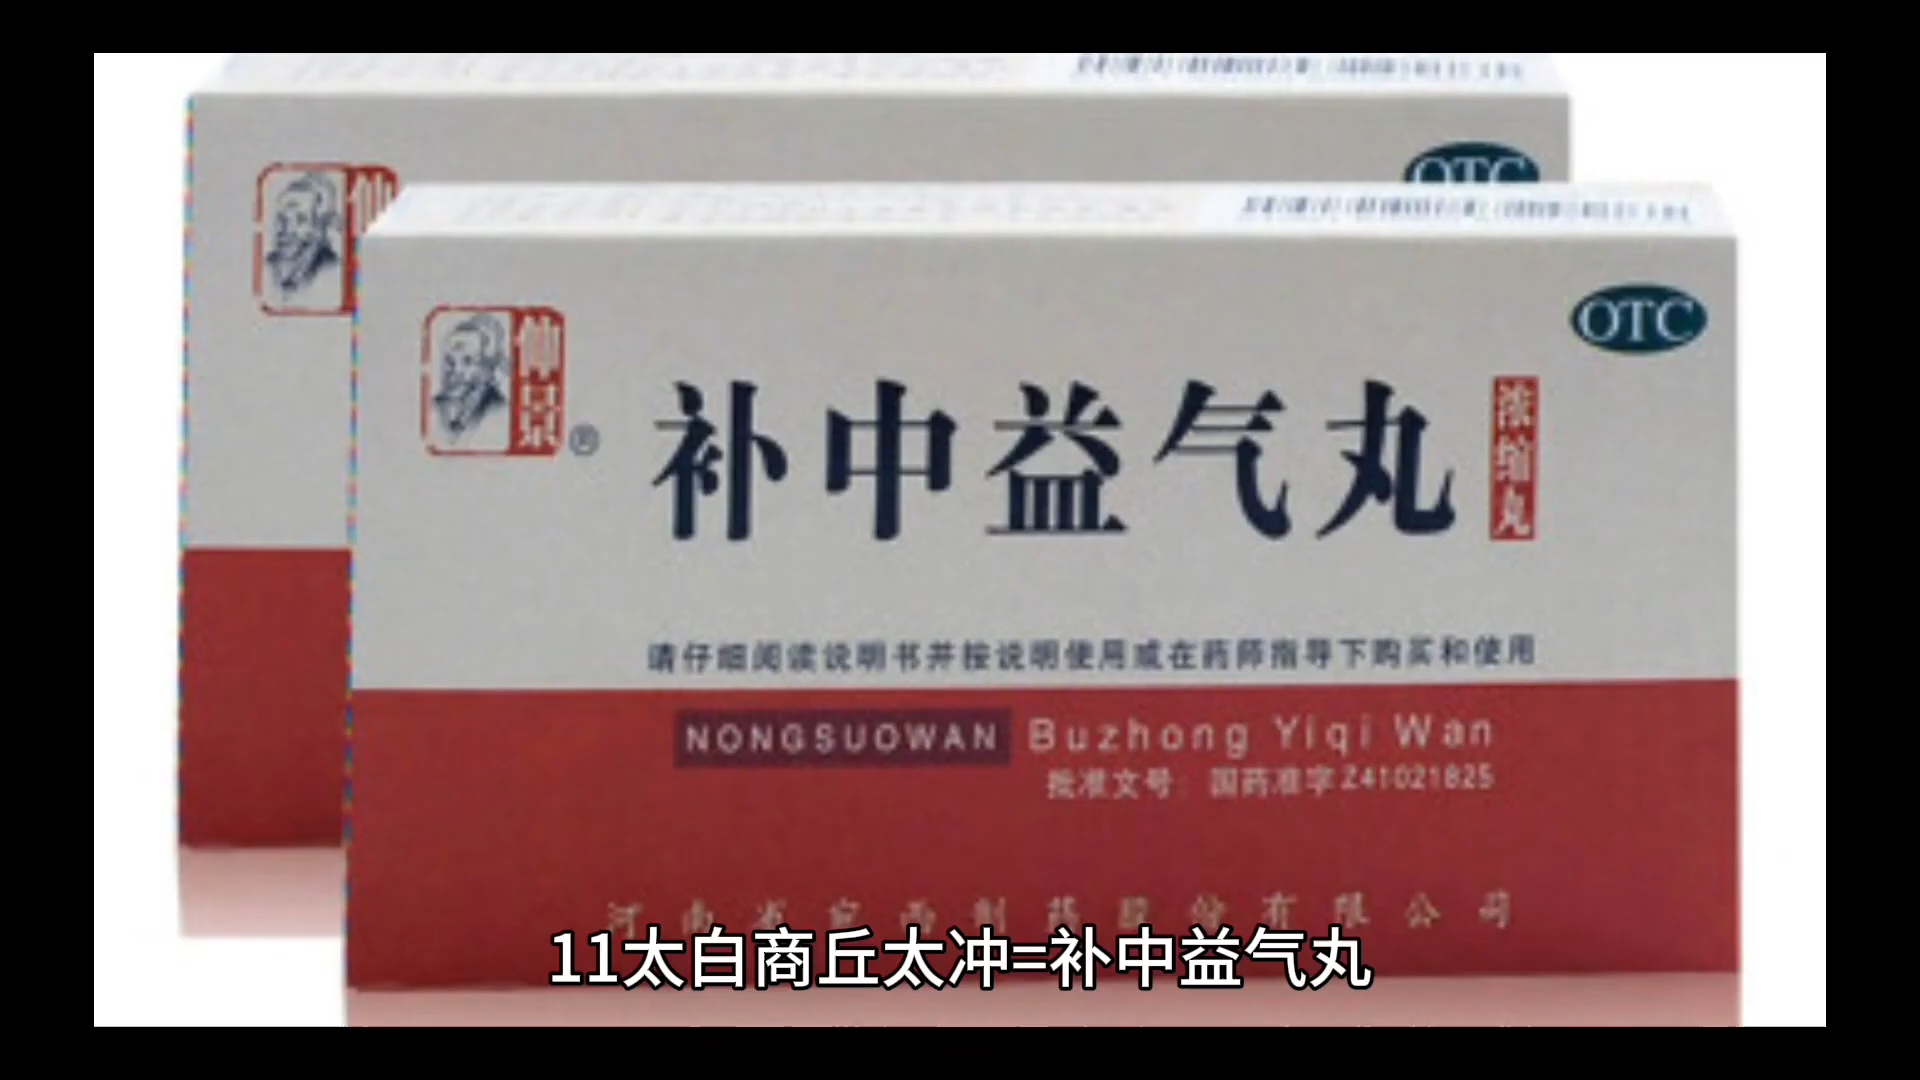 OTC
仙
OTC
仲景®
补中益气丸
浓缩丸
请仔细阅读说明书并按说明使用或在药师指导下购买和使用
NONGSUOWAN Buzhong Yiqi Wan
批准文号：国药准字Z41021825
河南省宛西制药股份有限公司
11太白商丘太冲=补中益气丸